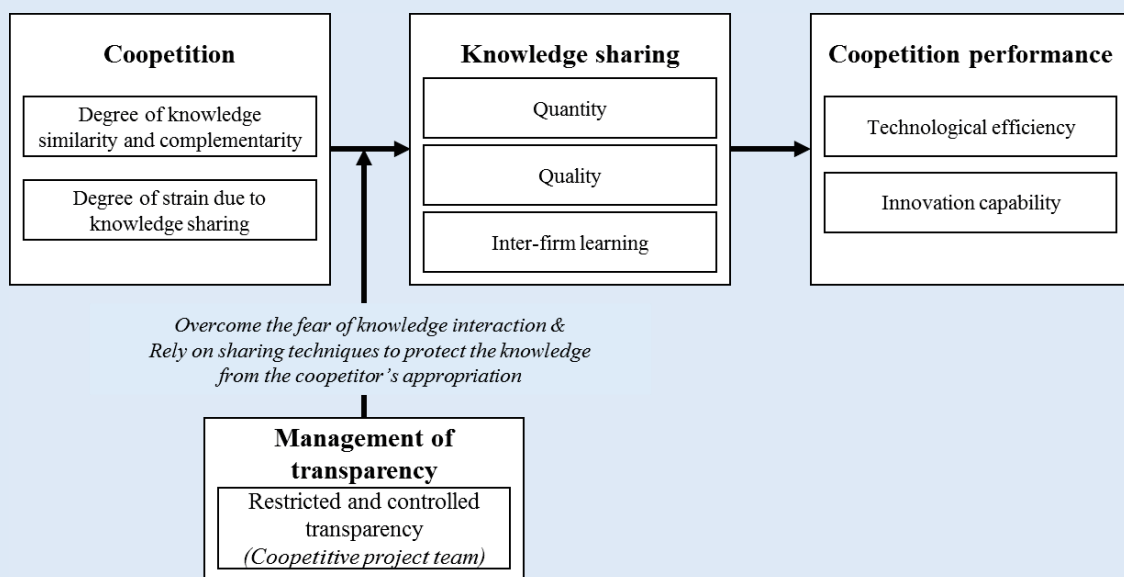 Coopetition
Degree of knowledge
similarity and complementarity
Degree of strain due to
knowledge sharing
Knowledge sharing
Quantity
Quality
Inter-firm learning
Coopetition performance
Technological efficiency
Innovation capability
Overcome the fear of knowledge interaction &
Rely on sharing techniques to protect the knowledge
from the coopetitor's appropriation
Management of
transparency
Restricted and controlled
transparency
(Coopetitive project team)